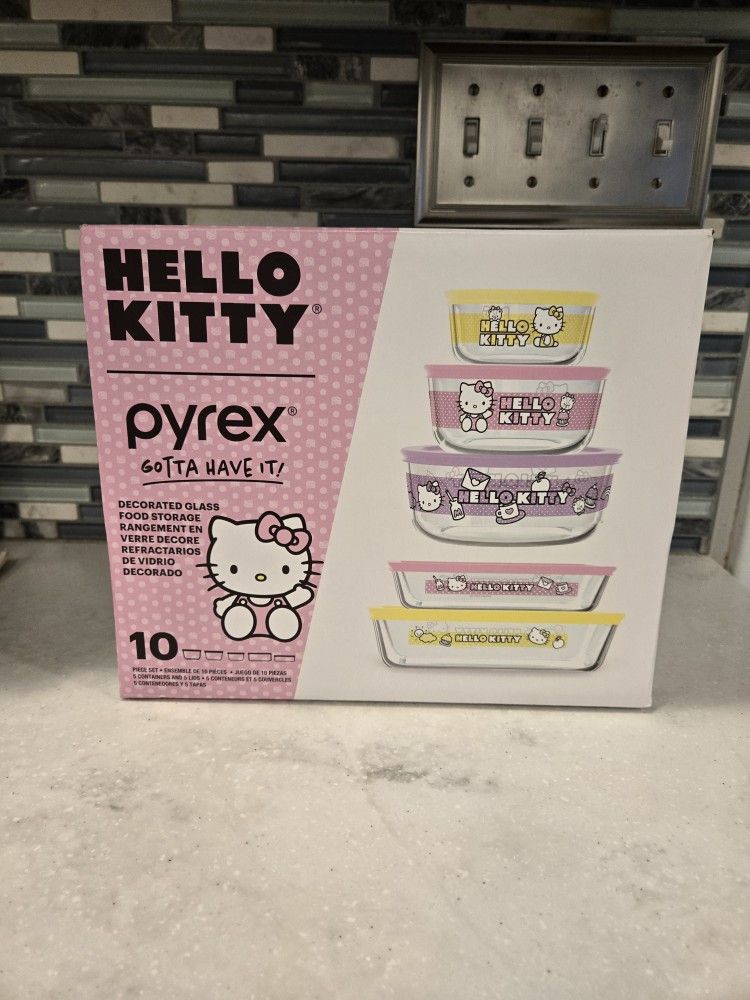 HELLO
KITTY®
pyrex®
GOTTA HAVE IT!
DECORATED GLASS
FOOD STORAGE
RANGEMENT EN
VERRE DECORE
REFRACTARIOS
DE VIDRIO
DECORADO
10
PIECE SET • ENSEMBLE DE 10 PIECES • JUEGO DE 10 PIEZAS
5 CONTAINERS AND 5 LIDS • 5 CONTENEURS ET 5 COUVERCLES
5 CONTENEDORES Y 5 TAPAS
HELLO
KITTY
HELLO
KITTY
HELLO KITTY
HELLO KITTY
HELLO KITTY